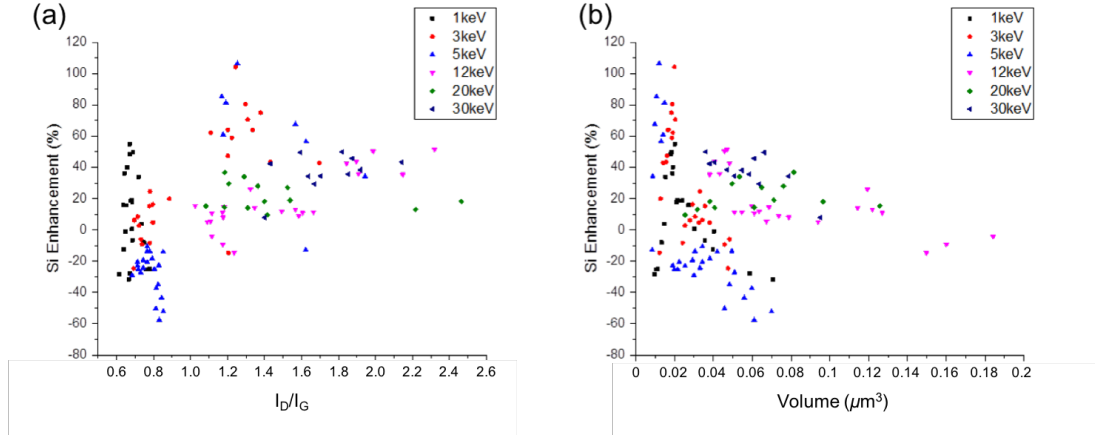 (a)
1keV
3keV
5keV
12keV
20keV
30keV
120
100
80
60
40
20
0
-20
-40
-60
-80
Si Enhancement (%)
0.6 0.8 1.0 1.2 1.4 1.6 1.8 2.0 2.2 2.4 2.6
I_D/I_G
(b)
1keV
3keV
5keV
12keV
20keV
30keV
120
100
80
60
40
20
0
-20
-40
-60
-80
Si Enhancement (%)
0 0.02 0.04 0.06 0.08 0.10 0.12 0.14 0.16 0.18 0.2
Volume (μm³)